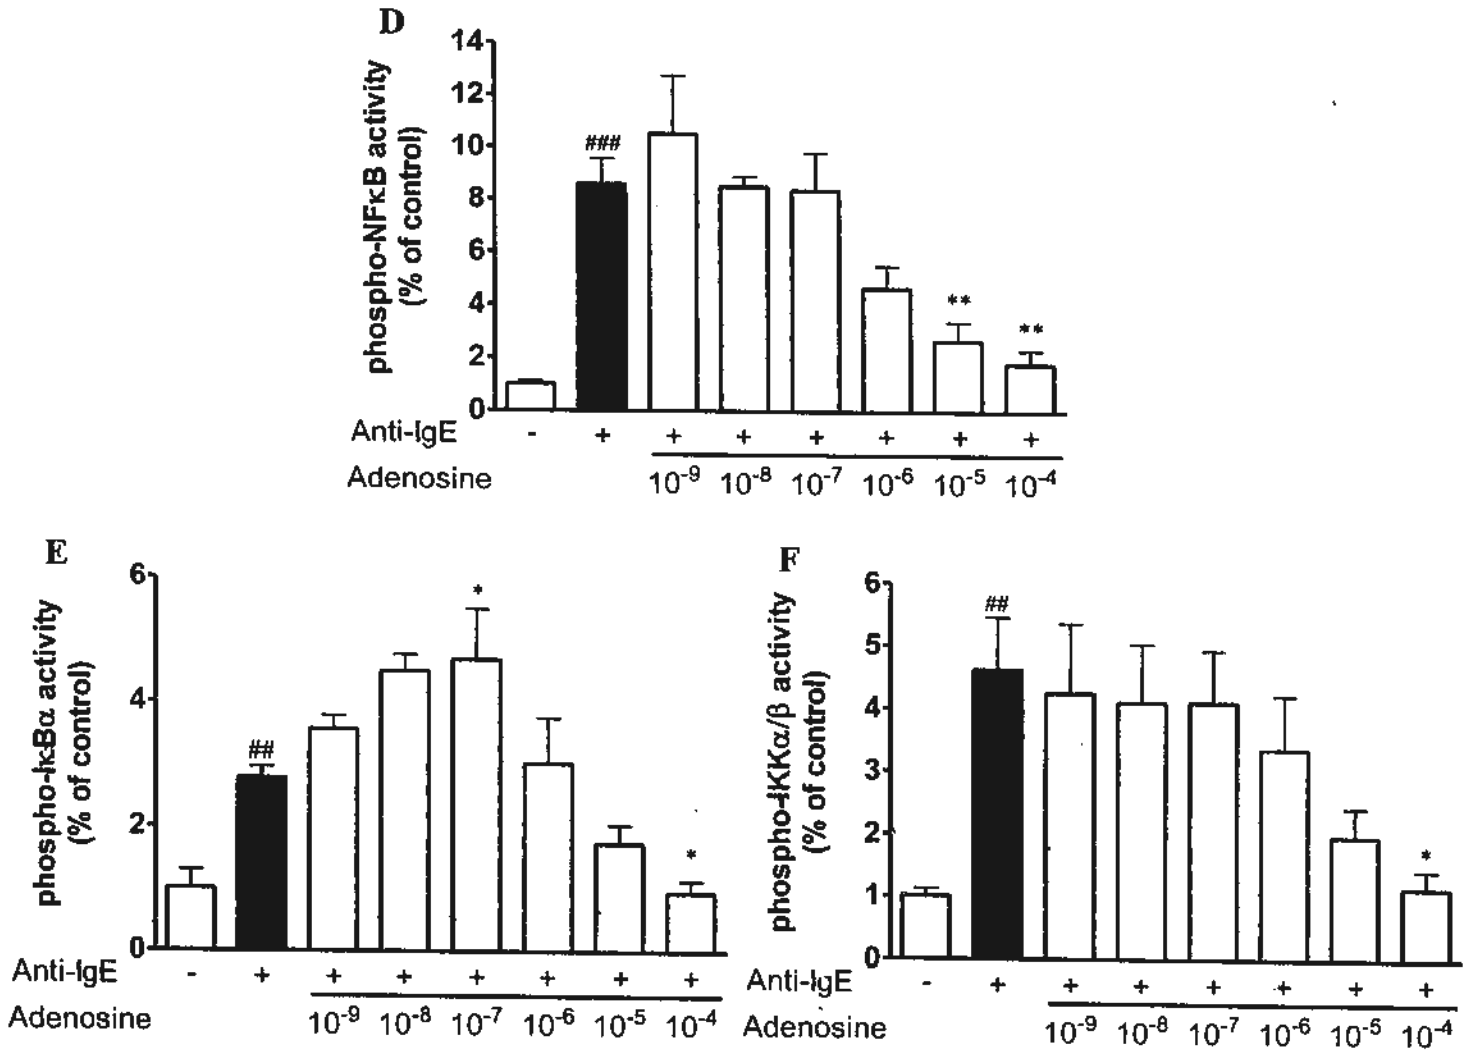 D
phospho-NFκB activity
(% of control)
14
12
10
8
6
4
2
0
###
**
**
Anti-IgE - + + + + + + +
Adenosine 10-9 10-8 10-7 10-6 10-5 10-4
E
phospho-IκBα activity
(% of control)
6
4
2
0
##
*
*
Anti-IgE - + + + + + + +
Adenosine 10-9 10-8 10-7 10-6 10-5 10-4
F
phospho-IKKα/β activity
(% of control)
6
5
4
3
2
1
0
##
*
Anti-IgE - + + + + + + +
Adenosine 10-9 10-8 10-7 10-6 10-5 10-4